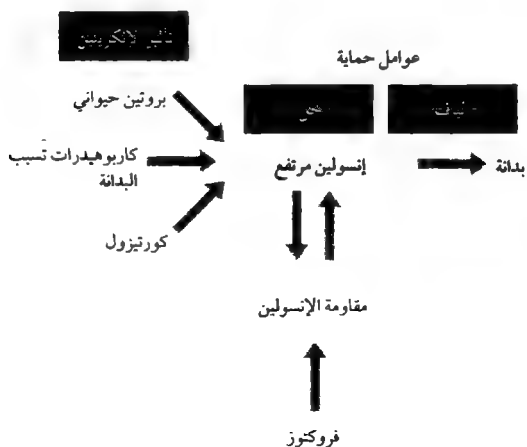 تأثير الإنكريتين
عوامل حماية
بروتين حيواني
كاربوهيدرات تسبب
البدانة
إنسولين مرتفع
بدانة
كورتيزول
مقاومة الإنسولين
فروكتوز